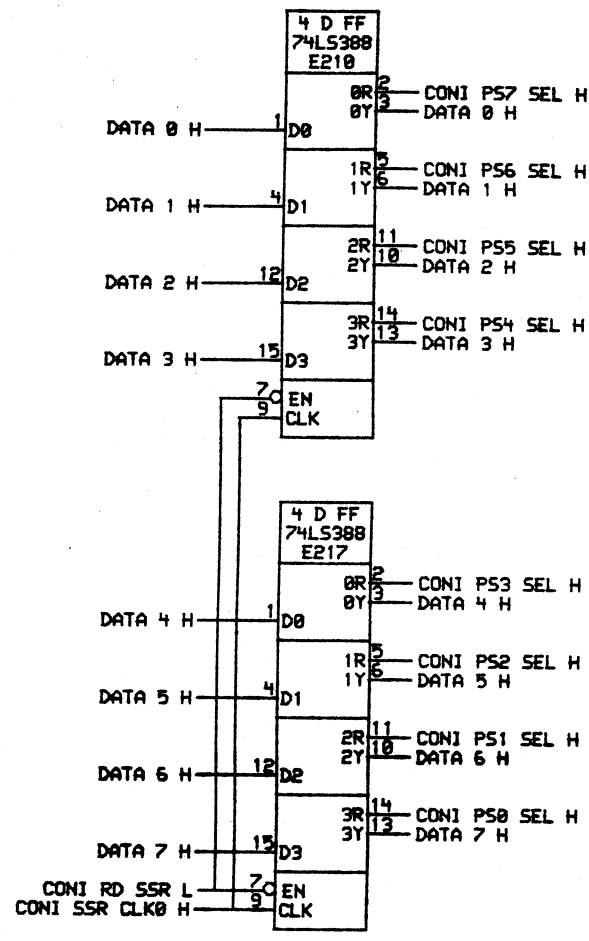 4 D FF
74LS388
E210
0R 2 CONI PS7 SEL H
0Y 3 DATA 0 H
DATA 0 H 1 D0
1R 5 CONI PS6 SEL H
1Y 6 DATA 1 H
DATA 1 H 4 D1
2R 11 CONI PS5 SEL H
2Y 10 DATA 2 H
DATA 2 H 12 D2
3R 14 CONI PS4 SEL H
3Y 13 DATA 3 H
DATA 3 H 15 D3
7 EN
9 CLK
4 D FF
74LS388
E217
0R 2 CONI PS3 SEL H
0Y 3 DATA 4 H
DATA 4 H 1 D0
1R 5 CONI PS2 SEL H
1Y 6 DATA 5 H
DATA 5 H 4 D1
2R 11 CONI PS1 SEL H
2Y 10 DATA 6 H
DATA 6 H 12 D2
3R 14 CONI PS0 SEL H
3Y 13 DATA 7 H
DATA 7 H 15 D3
CONI RD SSR L 7 EN
CONI SSR CLK0 H 9 CLK